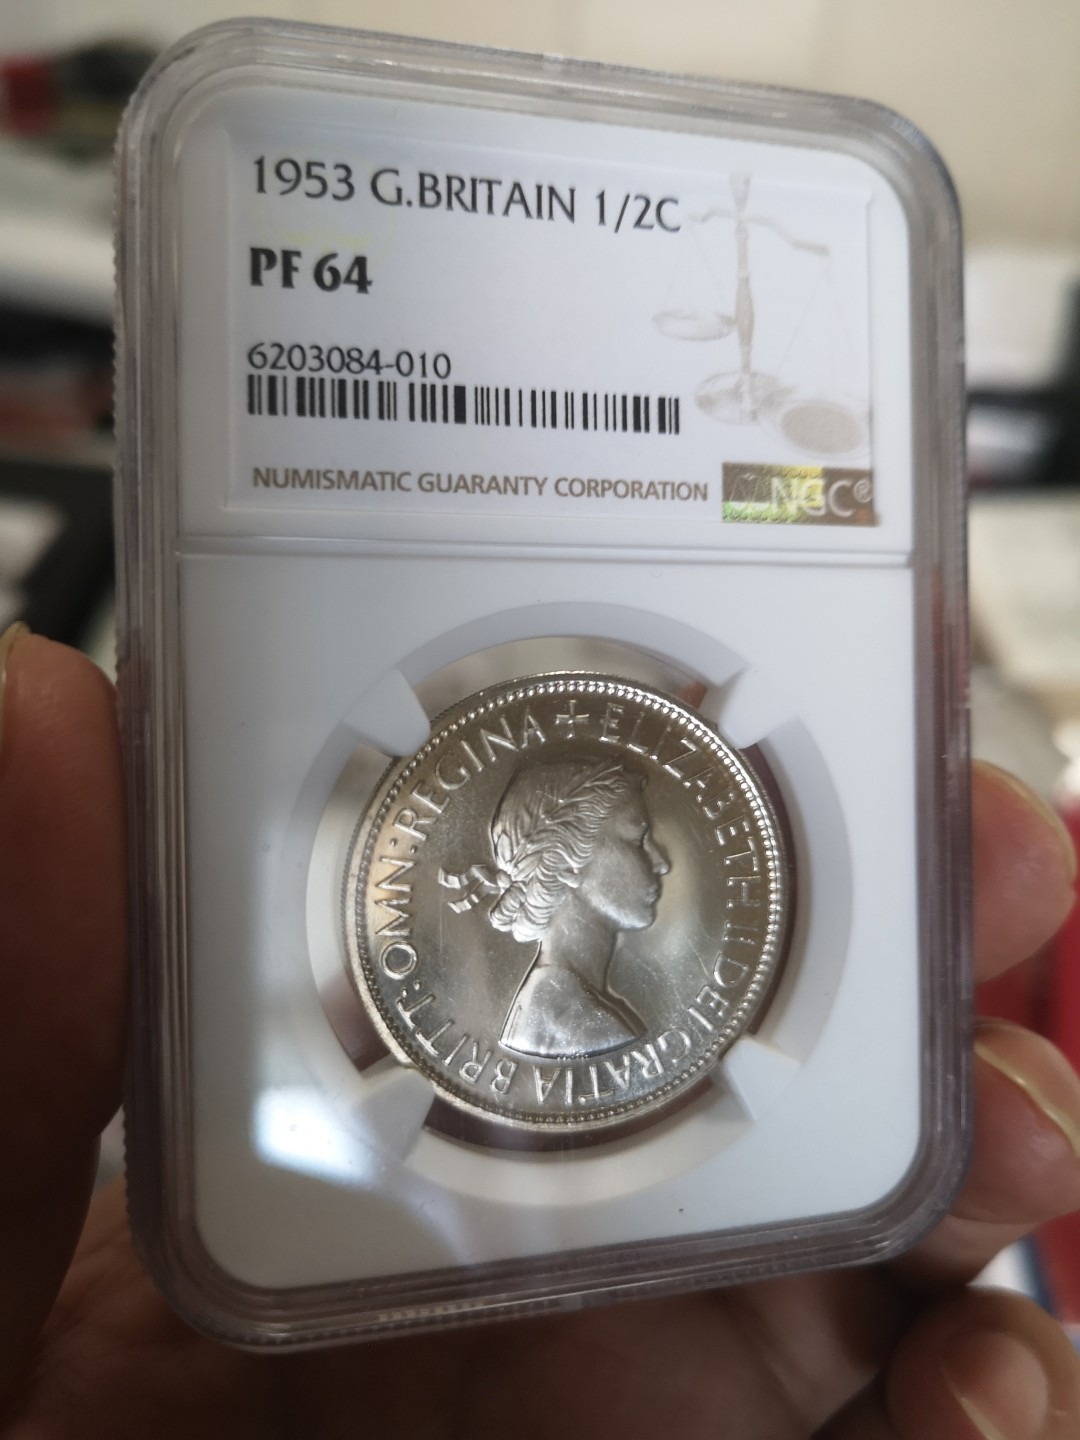 1953 G.BRITAIN 1/2C
PF 64
6203084-010
NUMISMATIC GUARANTY CORPORATION
NGC®
+ ELIZABETH II DEI GRATIA BRITT: OMN: REGINA